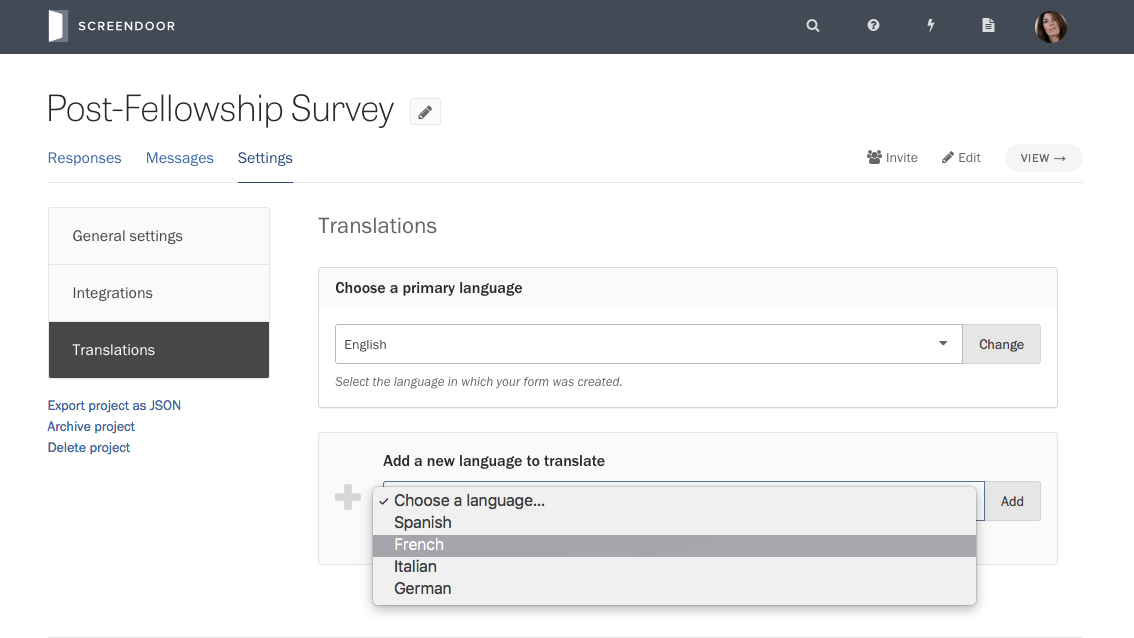 SCREENDOOR
Post-Fellowship Survey
Responses Messages Settings
Invite Edit VIEW →
General settings
Integrations
Translations
Export project as JSON
Archive project
Delete project
Translations
Choose a primary language
English
Change
Select the language in which your form was created.
Add a new language to translate
✓ Choose a language...
Spanish
French
Italian
German
Add